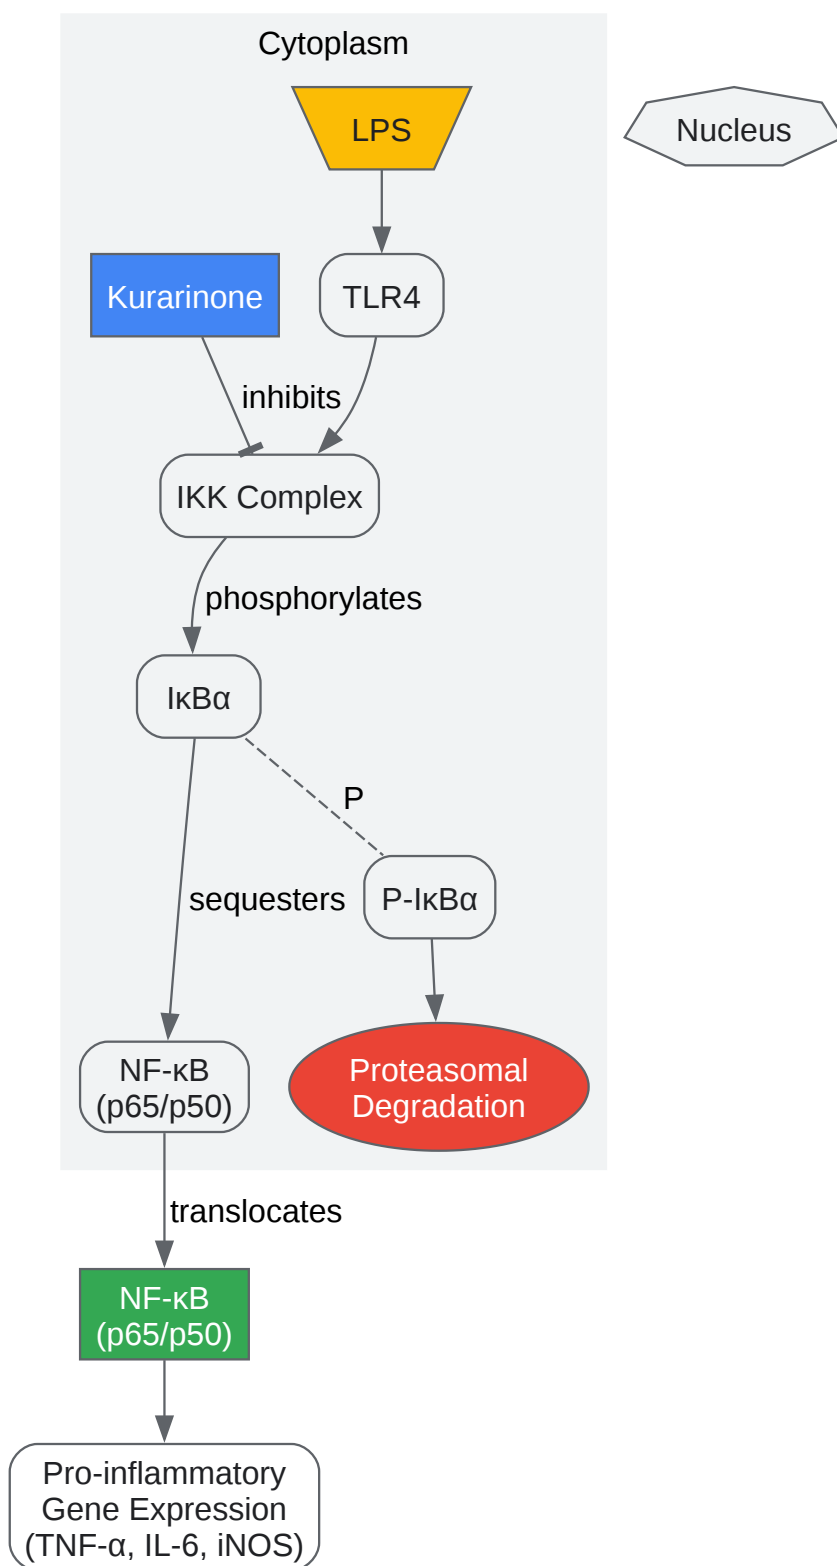 Cytoplasm
LPS
Nucleus
Kurarinone
TLR4
inhibits
IKK Complex
phosphorylates
IκBα
P
sequesters
P-IκBα
NF-κB
(p65/p50)
Proteasomal
Degradation
translocates
NF-κB
(p65/p50)
Pro-inflammatory
Gene Expression
(TNF-α, IL-6, iNOS)